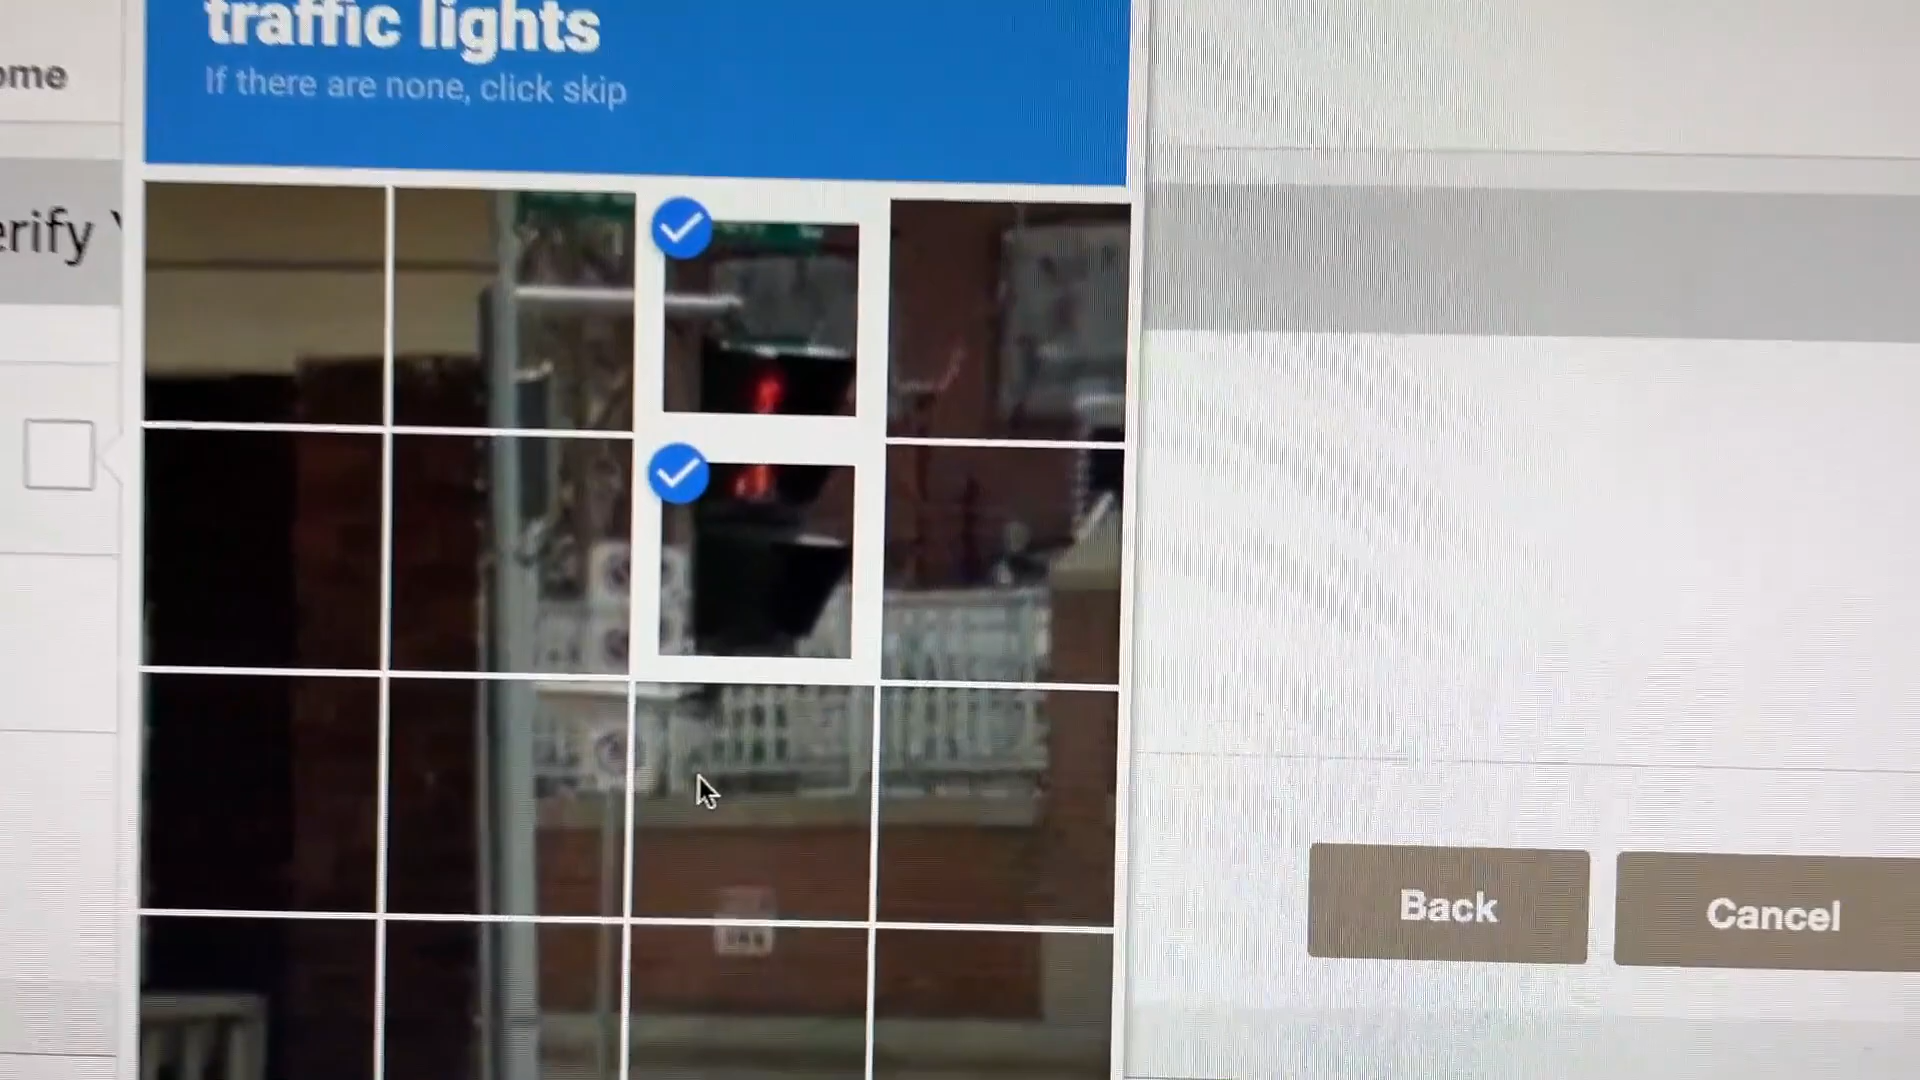 traffic lights
If there are none, click skip
ome
erify
Back
Cancel